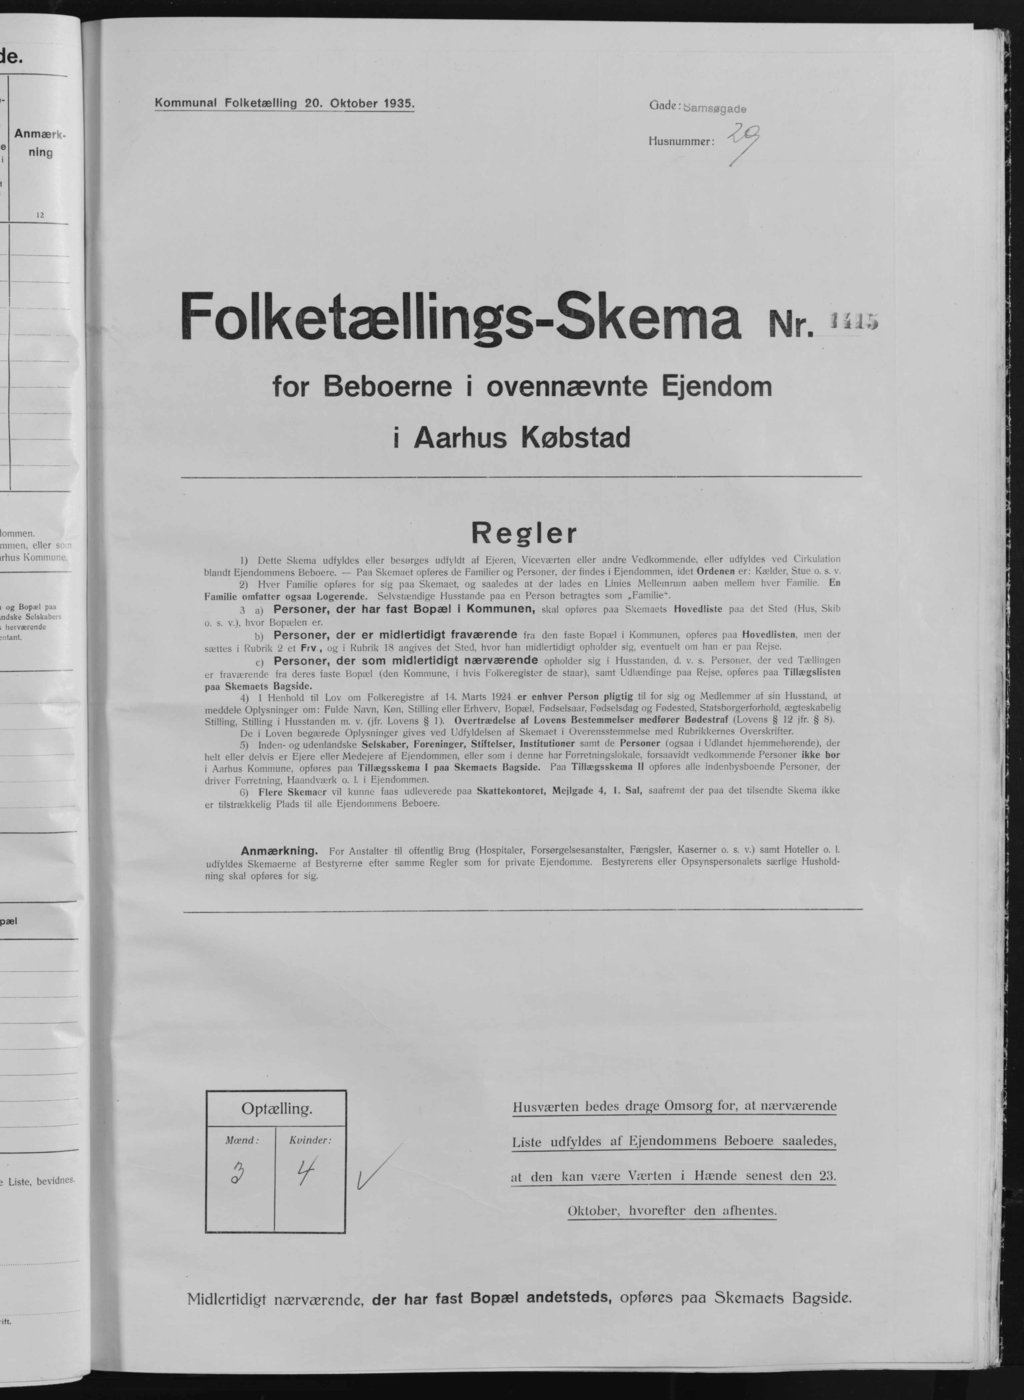 de.
Anmærk-
ning
12
lommen.
mmen, eller som
arhus Kommune.
og Bopæl paa
ndske Selskabers
s herværende
entant.
pæl
e Liste, bevidnes.
ift.
Kommunal Folketælling 20. Oktober 1935.
Gade: Samsøgade
Husnummer: 29
Folketællings-Skema Nr. 1415
for Beboerne i ovennævnte Ejendom
i Aarhus Købstad
Regler
1) Dette Skema udfyldes eller besørges udfyldt af Ejeren, Viceværten eller andre Vedkommende, eller udfyldes ved Cirkulation
blandt Ejendommens Beboere. — Paa Skemaet opføres de Familier og Personer, der findes i Ejendommen, idet Ordenen er: Kælder, Stue o. s. v.
2) Hver Familie opføres for sig paa Skemaet, og saaledes at der lades en Linies Mellemrum aaben mellem hver Familie. En
Familie omfatter ogsaa Logerende. Selvstændige Husstande paa en Person betragtes som „Familie“.
3 a) Personer, der har fast Bopæl i Kommunen, skal opføres paa Skemaets Hovedliste paa det Sted (Hus, Skib
o. s. v.), hvor Bopælen er.
b) Personer, der er midlertidigt fraværende fra den faste Bopæl i Kommunen, opføres paa Hovedlisten, men der
sættes i Rubrik 2 et Frv., og i Rubrik 18 angives det Sted, hvor han midlertidigt opholder sig, eventuelt om han er paa Rejse.
c) Personer, der som midlertidigt nærværende opholder sig i Husstanden, d. v. s. Personer, der ved Tællingen
er fraværende fra deres faste Bopæl (den Kommune, i hvis Folkeregister de staar), samt Udlændinge paa Rejse, opføres paa Tillægslisten
paa Skemaets Bagside.
4) I Henhold til Lov om Folkeregistre af 14. Marts 1924 er enhver Person pligtig til for sig og Medlemmer af sin Husstand, at
meddele Oplysninger om: Fulde Navn, Køn, Stilling eller Erhverv, Bopæl, Fødselsaar, Fødselsdag og Fødested, Statsborgerforhold, ægteskabelig
Stilling, Stilling i Husstanden m. v. (jfr. Lovens § 1). Overtrædelse af Lovens Bestemmelser medfører Bødestraf (Lovens § 12 jfr. § 8).
De i Loven begærede Oplysninger gives ved Udfyldelsen af Skemaet i Overensstemmelse med Rubrikkernes Overskrifter.
5) Inden- og udenlandske Selskaber, Foreninger, Stiftelser, Institutioner samt de Personer (ogsaa i Udlandet hjemmehørende), der
helt eller delvis er Ejere eller Medejere af Ejendommen, eller som i denne har Forretningslokale, forsaavidt vedkommende Personer ikke bor
i Aarhus Kommune, opføres paa Tillægsskema I paa Skemaets Bagside. Paa Tillægsskema II opføres alle indenbysboende Personer, der
driver Forretning, Haandværk o. l. i Ejendommen.
6) Flere Skemaer vil kunne faas udleverede paa Skattekontoret, Mejlgade 4, 1. Sal, saafremt der paa det tilsendte Skema ikke
er tilstrækkelig Plads til alle Ejendommens Beboere.
Anmærkning. For Anstalter til offentlig Brug (Hospitaler, Forsørgelsesanstalter, Fængsler, Kaserner o. s. v.) samt Hoteller o. l.
udfyldes Skemaerne af Bestyrerne efter samme Regler som for private Ejendomme. Bestyrerens eller Opsynspersonalets særlige Hushold-
ning skal opføres for sig.
Optælling.
Mænd: Kvinder:
3 4
Husværten bedes drage Omsorg for, at nærværende
Liste udfyldes af Ejendommens Beboere saaledes,
at den kan være Værten i Hænde senest den 23.
Oktober, hvorefter den afhentes.
Midlertidigt nærværende, der har fast Bopæl andetsteds, opføres paa Skemaets Bagside.